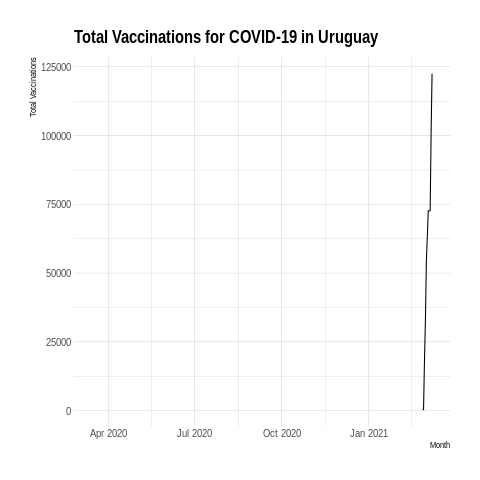 Total Vaccinations for COVID-19 in Uruguay
Total Vaccinations
125000
100000
75000
50000
25000
0
Apr 2020 Jul 2020 Oct 2020 Jan 2021
Month